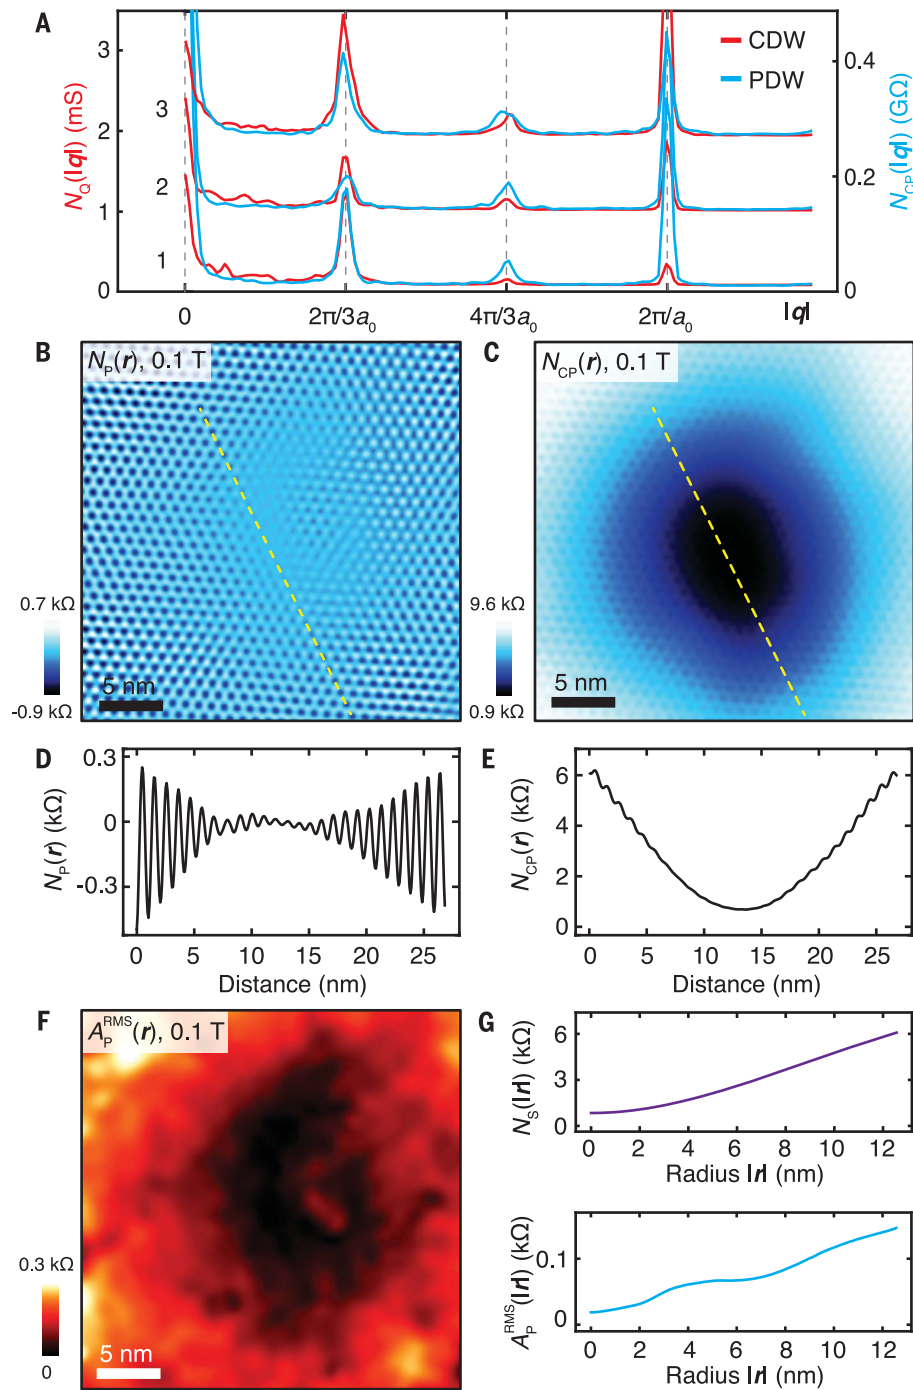 A
CDW
PDW
N_Q(|q|) (mS)
N_CP(|q|) (GΩ)
3
2
1
0
0.4
0.2
0
3
2
1
0 2π/3a₀ 4π/3a₀ 2π/a₀ |q|
B
N_P(r), 0.1 T
0.7 kΩ
-0.9 kΩ
5 nm
C
N_CP(r), 0.1 T
9.6 kΩ
0.9 kΩ
5 nm
D
N_P(r) (kΩ)
0.3
0
-0.3
0 5 10 15 20 25
Distance (nm)
E
N_CP(r) (kΩ)
6
4
2
0
0 5 10 15 20 25
Distance (nm)
F
A_P^RMS(r), 0.1 T
0.3 kΩ
0
5 nm
G
N_S(|r|) (kΩ)
6
3
0
0 2 4 6 8 10 12
Radius |r| (nm)
A_P^RMS(|r|) (kΩ)
0.1
0
0 2 4 6 8 10 12
Radius |r| (nm)